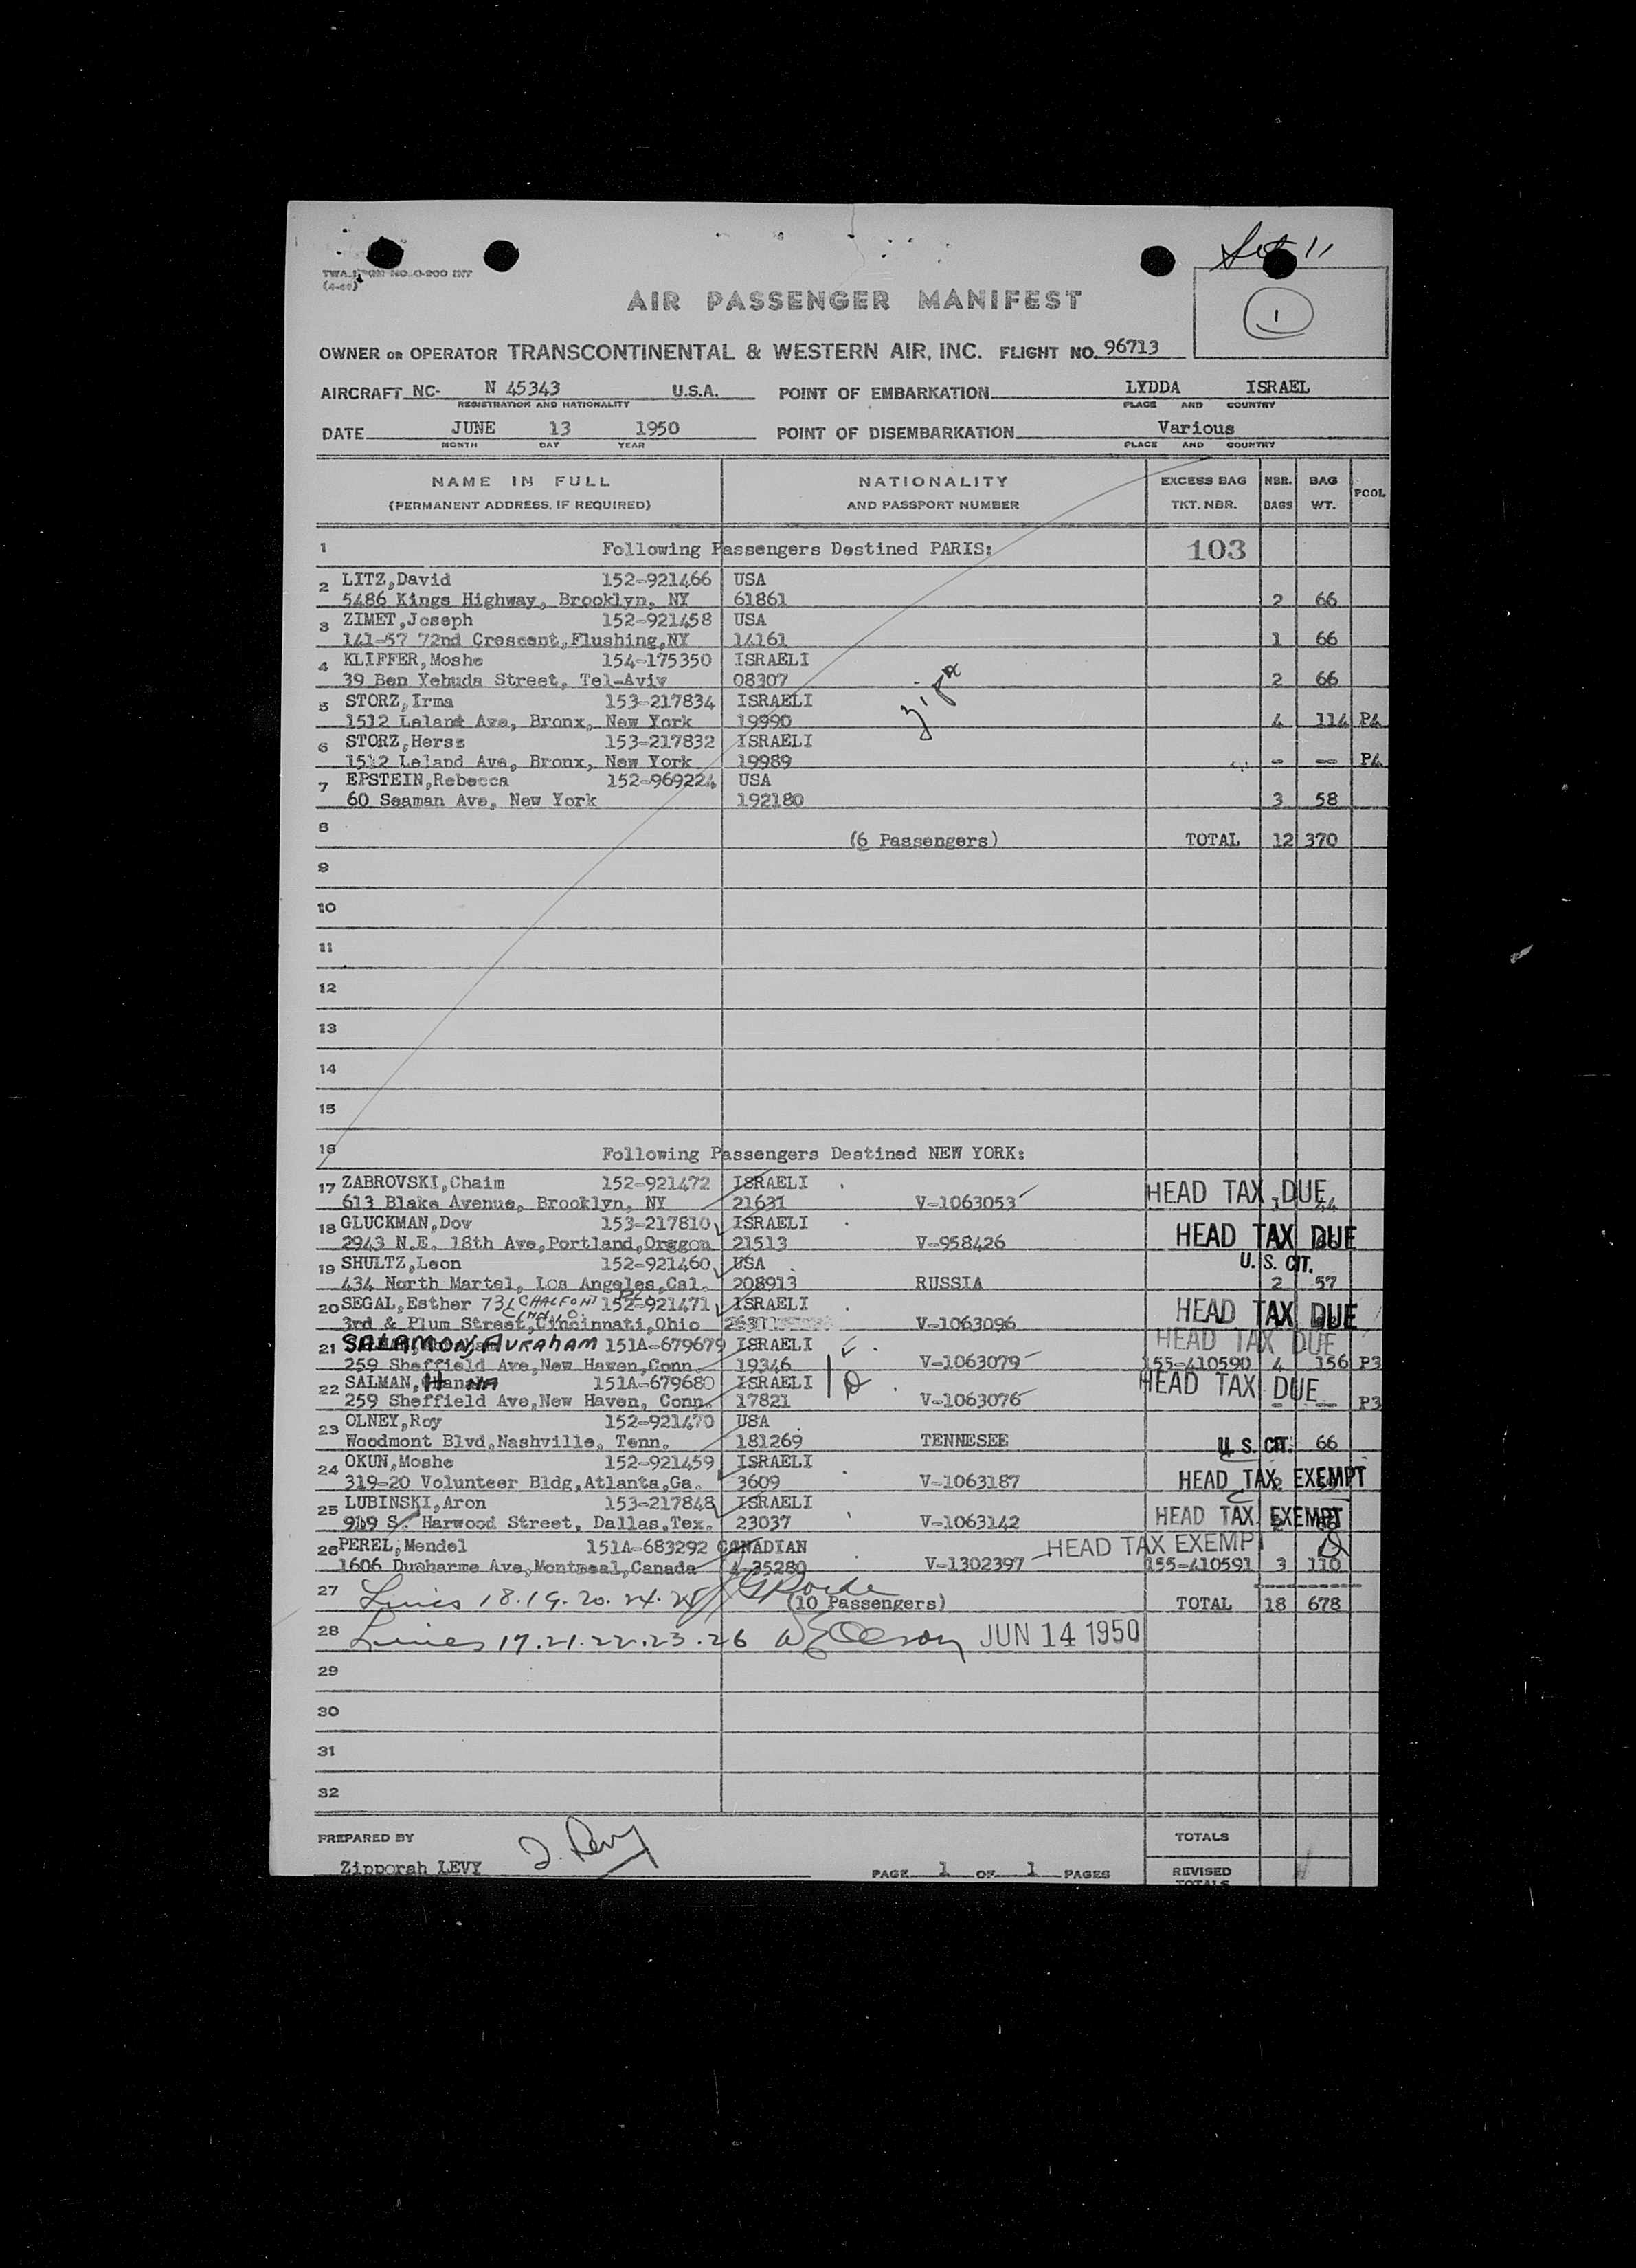 TWA FORM NO. O-200 INT
AIR PASSENGER MANIFEST
1
OWNER OR OPERATOR TRANSCONTINENTAL & WESTERN AIR, INC. FLIGHT NO. 96713
AIRCRAFT NC- N 45343 U.S.A. POINT OF EMBARKATION LYDDA ISRAEL
REGISTRATION AND NATIONALITY PLACE AND COUNTRY
DATE JUNE 13 1950 POINT OF DISEMBARKATION Various
MONTH DAY YEAR PLACE AND COUNTRY
NAME IN FULL NATIONALITY EXCESS BAG NBR. BAG POOL
(PERMANENT ADDRESS, IF REQUIRED) AND PASSPORT NUMBER TKT. NBR. BAGS WT.
1 Following Passengers Destined PARIS: 103
2 LITZ,David 152-921466 USA
5486 Kings Highway, Brooklyn, NY 61861 2 66
3 ZIMET,Joseph 152-921458 USA
141-57 72nd Crescent,Flushing,NY 14161 1 66
4 KLIFFER,Moshe 154-175350 ISRAELI
39 Ben Yehuda Street, Tel-Aviv 08307 2 66
5 STORZ,Irma 153-217834 ISRAELI
1512 Leland Ave, Bronx, New York 19990 4 114 P4
6 STORZ,Hersz 153-217832 ISRAELI
1512 Leland Ave, Bronx, New York 19989 - -- P4
7 EPSTEIN,Rebecca 152-969224 USA
60 Seaman Ave, New York 192180 3 58
8 (6 Passengers) TOTAL 12 370
9
10
11
12
13
14
15
16 Following Passengers Destined NEW YORK:
17 ZABROVSKI,Chaim 152-921472 ISRAELI HEAD TAX DUE
613 Blake Avenue, Brooklyn, NY 21631 V-1063053 44
18 GLUCKMAN,Dov 153-217810 ISRAELI HEAD TAX DUE
2943 N.E. 18th Ave,Portland,Oregon 21513 V-958426
19 SHULTZ,Leon 152-921460 USA U.S. CIT.
434 North Martel, Los Angeles,Cal. 208913 RUSSIA 2 57
20 SEGAL,Esther 731 CHALFONT PL 152-921471 ISRAELI HEAD TAX DUE
CIN. O.
3rd & Plum Street,Cincinnati,Ohio V-1063096
21 SALAMON, AVRAHAM 151A-679679 ISRAELI HEAD TAX DUE
259 Sheffield Ave,New Haven,Conn. 19346 V-1063079 155-410590 4 156 P3
22 SALMAN, HANNA 151A-679680 ISRAELI HEAD TAX DUE
259 Sheffield Ave,New Haven, Conn. 17821 V-1063076 - -- P3
23 OLNEY,Roy 152-921470 USA
Woodmont Blvd,Nashville, Tenn. 181269 TENNESEE U.S. CIT. 66
24 OKUN,Moshe 152-921459 ISRAELI
319-20 Volunteer Bldg,Atlanta,Ga. 3609 V-1063187 HEAD TAX EXEMPT
25 LUBINSKI,Aron 153-217848 ISRAELI
919 S. Harwood Street, Dallas,Tex. 23037 V-1063142 HEAD TAX EXEMPT
26 PEREL,Mendel 151A-683292 CANADIAN HEAD TAX EXEMPT
1606 Ducharme Ave,Montreal,Canada 4-35280 V-1302397 155-410591 3 110
27 Lines 18.19.20.24.25 (10 Passengers) TOTAL 18 678
28 Lines 17.21.22.23.26 JUN 14 1950
29
30
31
32
PREPARED BY Z. Levy TOTALS
Zipporah LEVY PAGE 1 OF 1 PAGES REVISED
TOTALS